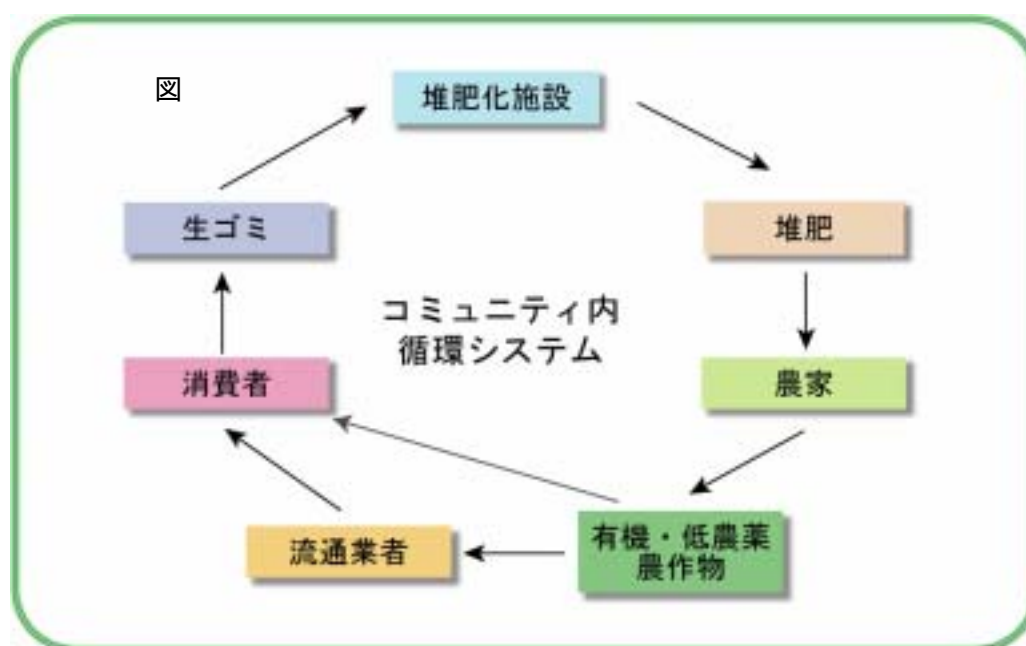 図
堆肥化施設
生ゴミ
堆肥
コミュニティ内
循環システム
消費者
農家
流通業者
有機・低農薬
農作物